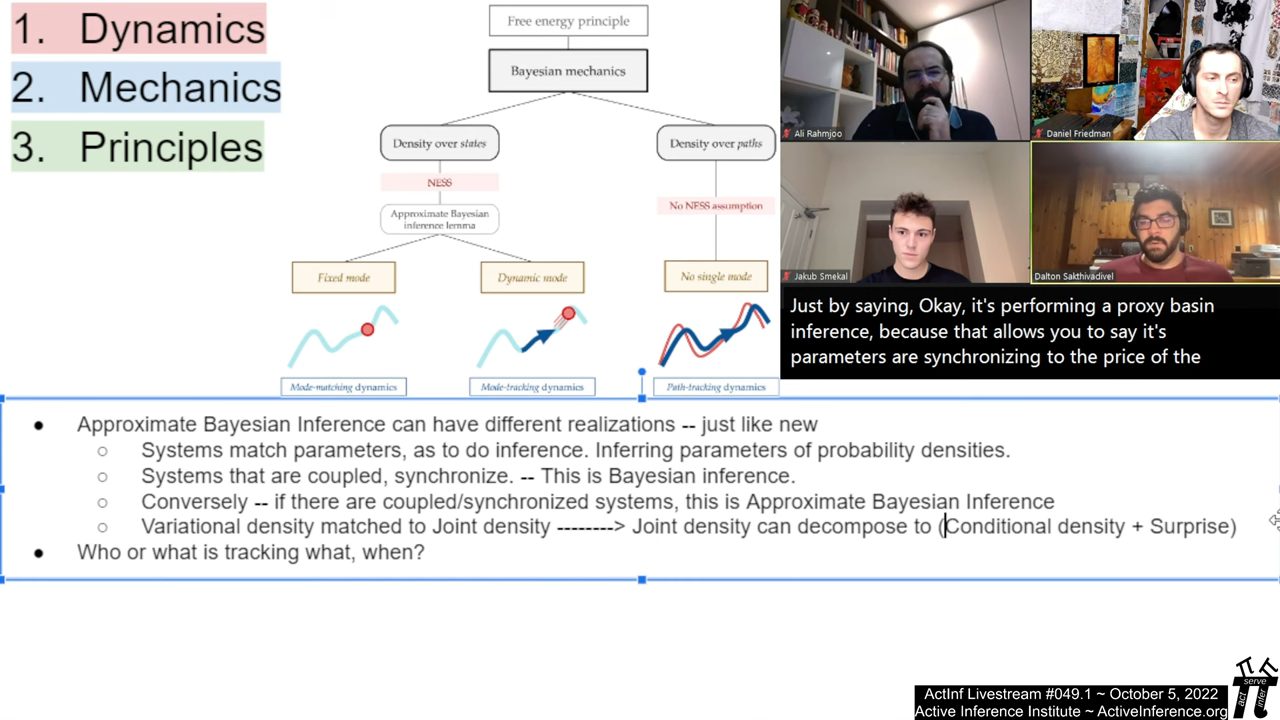 1. Dynamics
2. Mechanics
3. Principles
Free energy principle
Bayesian mechanics
Density over states
Density over paths
NESS
No NESS assumption
Approximate Bayesian
inference lemma
Fixed mode
Dynamic mode
No single mode
Mode-matching dynamics
Mode-tracking dynamics
Path-tracking dynamics
Ali Rahmjoo
Daniel Friedman
Jakub Smekal
Dalton Sakthivadivel
Just by saying, Okay, it's performing a proxy basin
inference, because that allows you to say it's
parameters are synchronizing to the price of the
● Approximate Bayesian Inference can have different realizations -- just like new
○ Systems match parameters, as to do inference. Inferring parameters of probability densities.
○ Systems that are coupled, synchronize. -- This is Bayesian inference.
○ Conversely -- if there are coupled/synchronized systems, this is Approximate Bayesian Inference
○ Variational density matched to Joint density --------> Joint density can decompose to (Conditional density + Surprise)
● Who or what is tracking what, when?
ActInf Livestream #049.1 ~ October 5, 2022
Active Inference Institute ~ ActiveInference.org
serve
act
infer